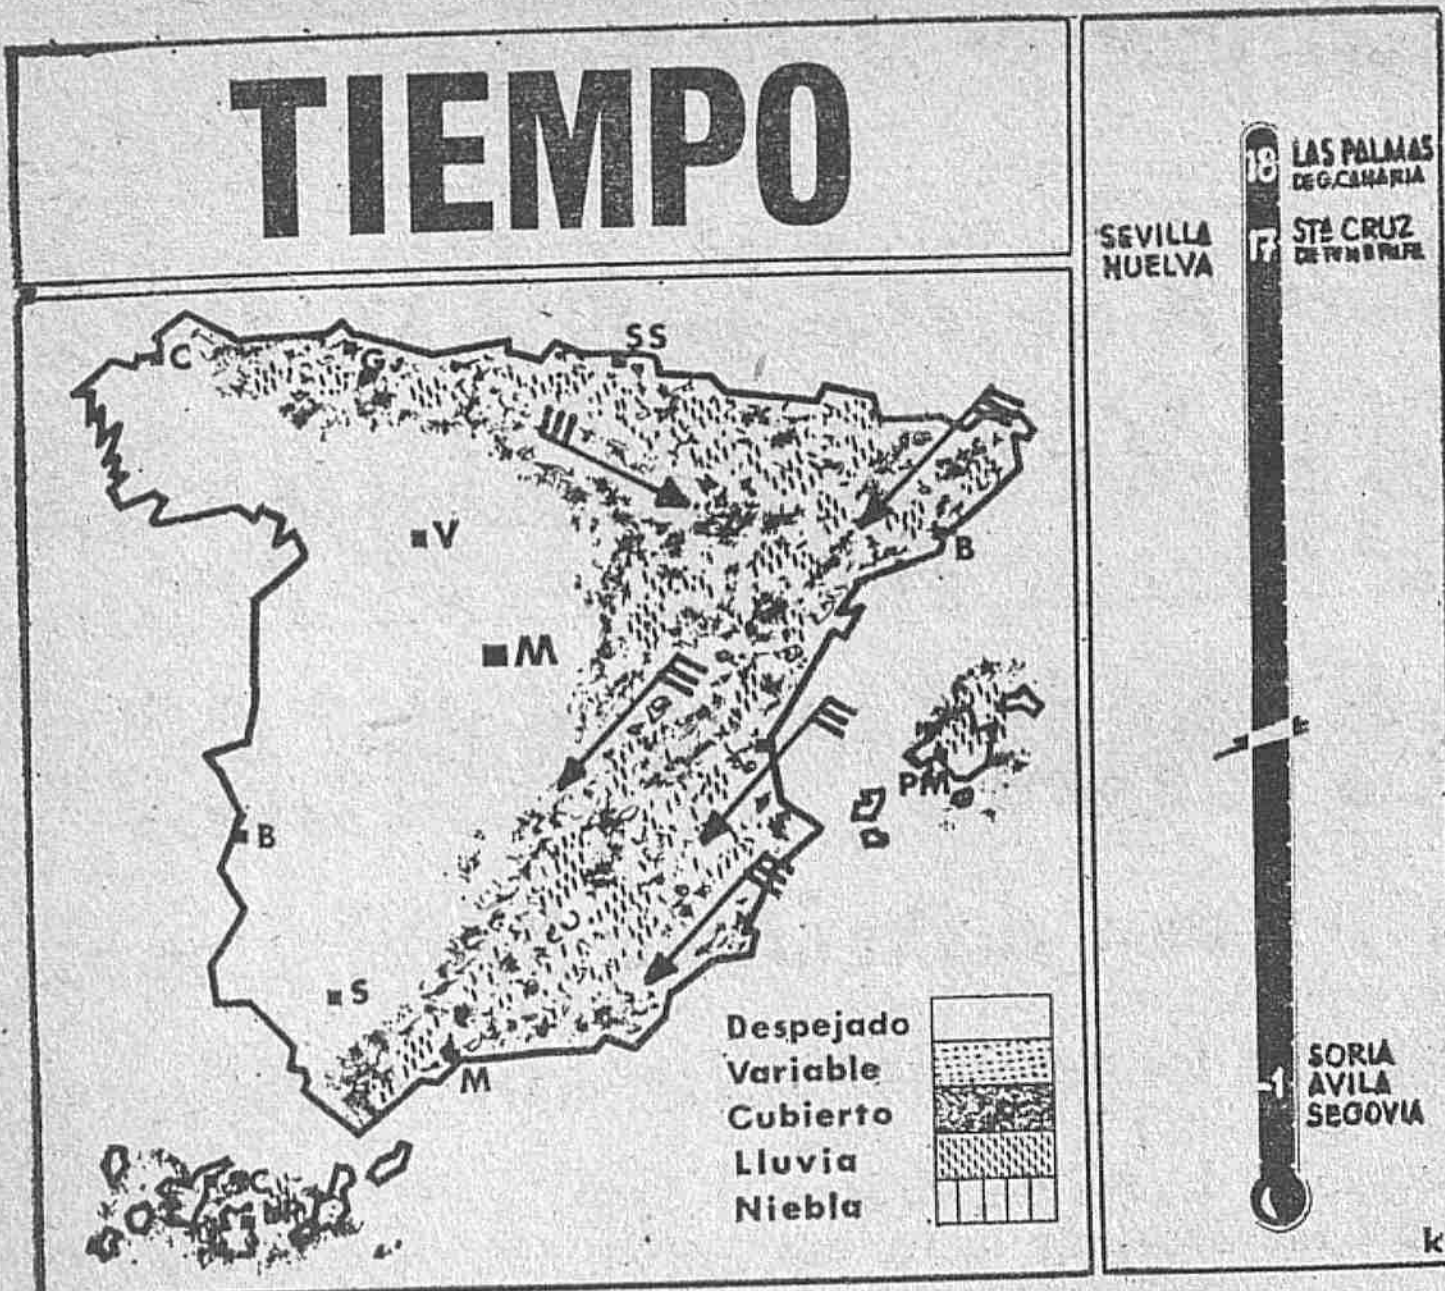 TIEMPO
C
G
SS
V
B
M
PM
B
S
M
C
Despejado
Variable
Cubierto
Lluvia
Niebla
18 LAS PALMAS
DE G.CANARIA
SEVILLA
HUELVA
17 STA CRUZ
-1
SORIA
AVILA
SEGOVIA
k